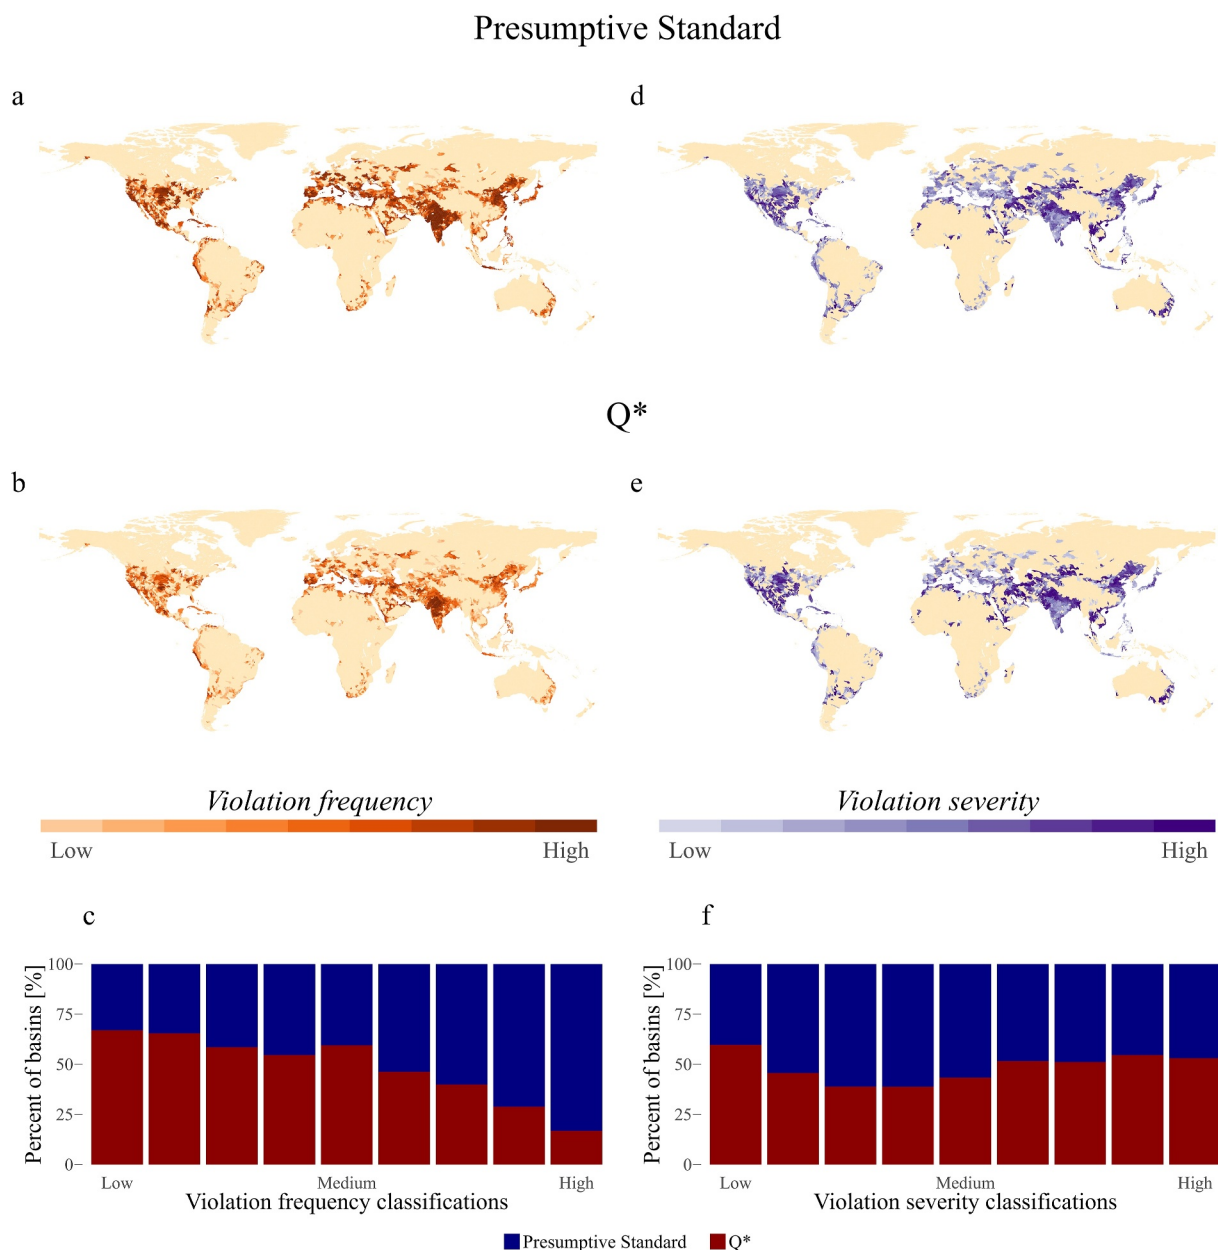 Presumptive Standard
a
d
Q*
b
e
Violation frequency
Low
High
Violation severity
Low
High
c
Percent of basins [%]
100
75
50
25
0
Low
Medium
High
Violation frequency classifications
f
Percent of basins [%]
100
75
50
25
0
Low
Medium
High
Violation severity classifications
Presumptive Standard
Q*